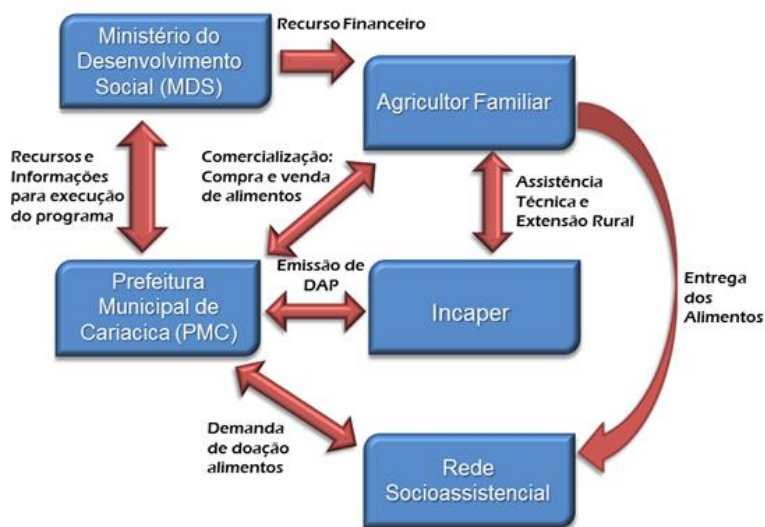 Ministério do
Desenvolvimento
Social (MDS)
Recurso Financeiro
Agricultor Familiar
Recursos e
Informações
para execução
do programa
Comercialização:
Compra e venda
de alimentos
Assistência
Técnica e
Extensão Rural
Prefeitura
Municipal de
Cariacica (PMC)
Emissão de
DAP
Incaper
Entrega
dos
Alimentos
Demanda
de doação
alimentos
Rede
Socioassistencial